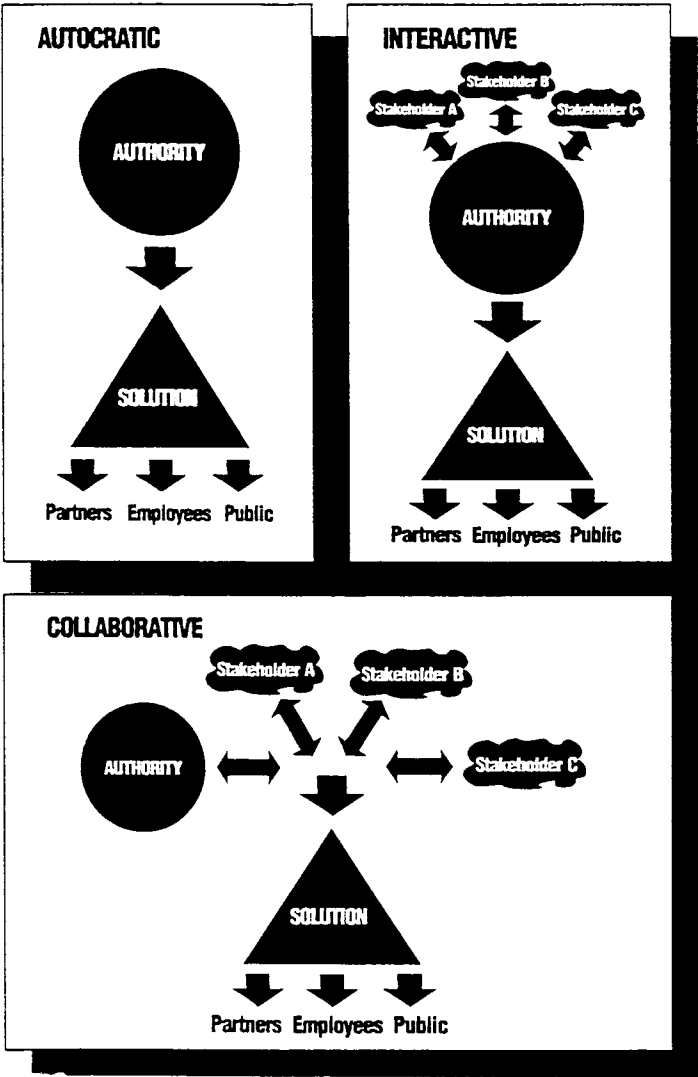 AUTOCRATIC
AUTHORITY
SOLUTION
Partners Employees Public
INTERACTIVE
Stakeholder A
Stakeholder B
Stakeholder C
AUTHORITY
SOLUTION
Partners Employees Public
COLLABORATIVE
Stakeholder A
Stakeholder B
AUTHORITY
Stakeholder C
SOLUTION
Partners Employees Public